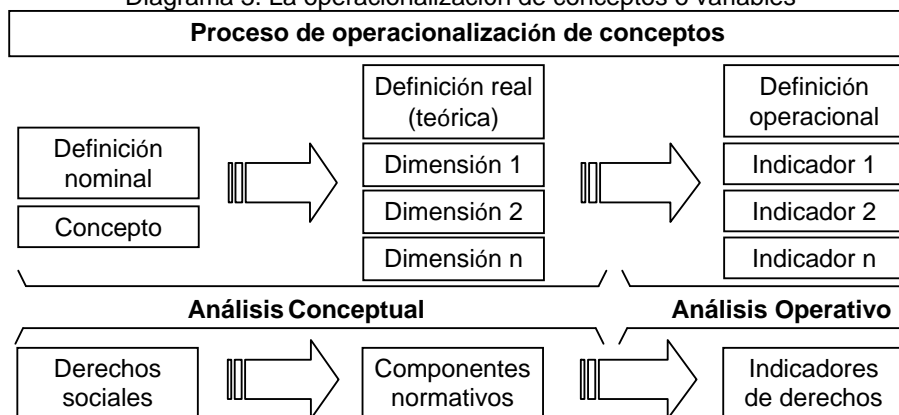 Diagrama 3. La operacionalización de conceptos o variables
Proceso de operacionalización de conceptos
Definición
nominal
Concepto
Definición real
(teórica)
Dimensión 1
Dimensión 2
Dimensión n
Definición
operacional
Indicador 1
Indicador 2
Indicador n
Análisis Conceptual
Análisis Operativo
Derechos
sociales
Componentes
normativos
Indicadores
de derechos